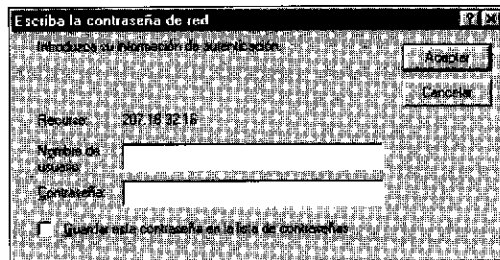 Escriba la contraseña de red
Introduzca su información de autenticación.
Aceptar
Cancelar
Recurso: 207.18.32.16
Nombre de
usuario:
Contraseña:
Guardar esta contraseña en la lista de contraseñas